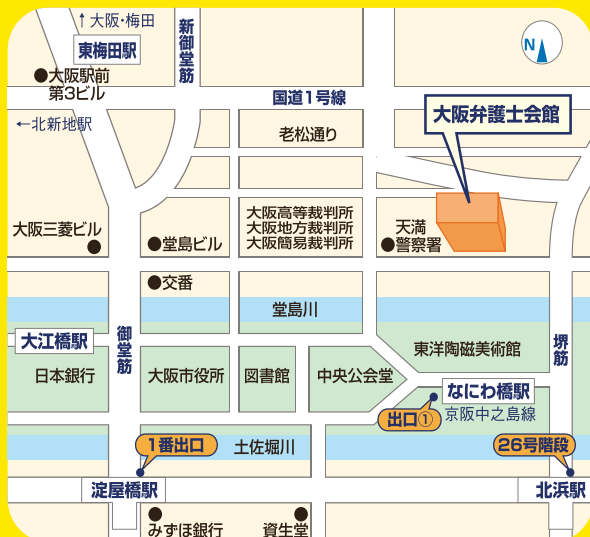 ↑大阪・梅田
東梅田駅
新御堂筋
N
●大阪駅前
第3ビル
国道1号線
大阪弁護士会館
←北新地駅
老松通り
大阪三菱ビル
●堂島ビル
大阪高等裁判所
大阪地方裁判所
大阪簡易裁判所
天満
●警察署
●交番
堂島川
大江橋駅
御堂筋
堺筋
東洋陶磁美術館
日本銀行
大阪市役所
図書館
中央公会堂
なにわ橋駅
出口①
京阪中之島線
1番出口
土佐堀川
26号階段
淀屋橋駅
北浜駅
みずほ銀行
資生堂